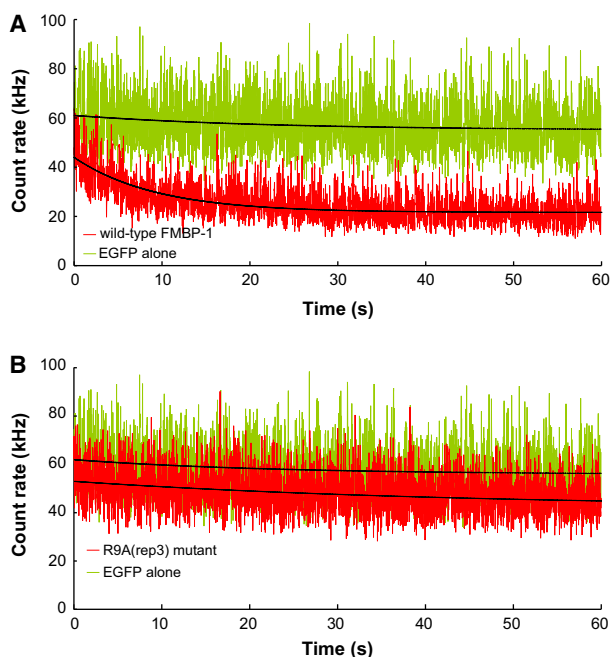 A
Count rate (kHz)
100
80
60
40
20
0
wild-type FMBP-1
EGFP alone
0 10 20 30 40 50 60
Time (s)
B
Count rate (kHz)
100
80
60
40
20
0
R9A(rep3) mutant
EGFP alone
0 10 20 30 40 50 60
Time (s)